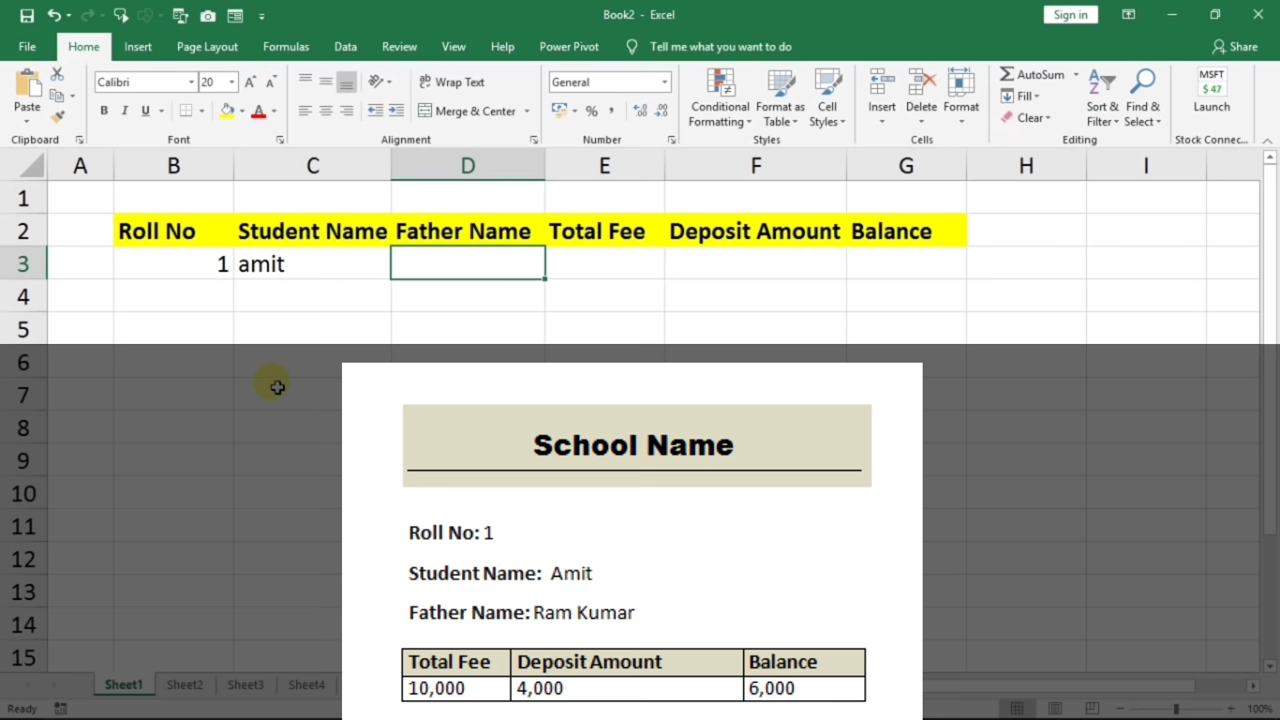 Book2 - Excel
Sign in
File Home Insert Page Layout Formulas Data Review View Help Power Pivot Tell me what you want to do Share
Paste
Calibri 20
B I U
Wrap Text
Merge & Center
General
Conditional Formatting
Format as Table
Cell Styles
Insert
Delete
Format
AutoSum
Fill
Clear
Sort & Filter
Find & Select
MSFT
$ 47
Launch
Clipboard Font Alignment Number Styles Cells Editing Stock Connec...
A B C D E F G H I
1
2 Roll No Student Name Father Name Total Fee Deposit Amount Balance
3 1 amit
4
5
6
7
8
9
10
11
12
13
14
15
School Name
Roll No: 1
Student Name: Amit
Father Name: Ram Kumar
Total Fee Deposit Amount Balance
10,000 4,000 6,000
Sheet1 Sheet2 Sheet3 Sheet4
Ready
100%